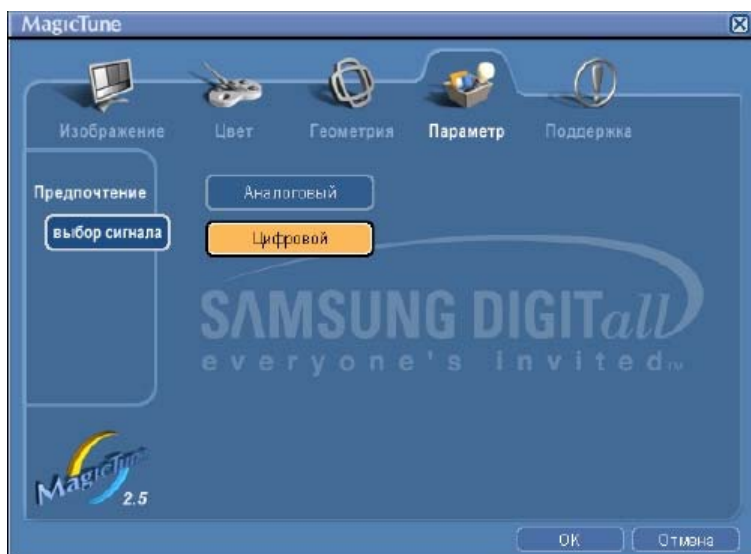 MagicTune
Изображение Цвет Геометрия Параметр Поддержка
Предпочтение
выбор сигнала
Аналоговый
Цифровой
SAMSUNG DIGITall
everyone's invited™
MagicTune
2.5
OK Отмена